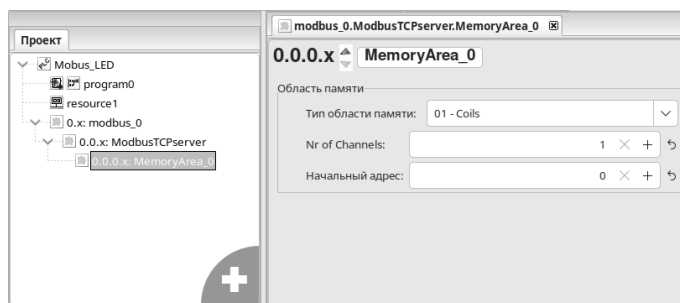 Проект
Mobus_LED
program0
resource1
0.x: modbus_0
0.0.x: ModbusTCPserver
0.0.0.x: MemoryArea_0
modbus_0.ModbusTCPserver.MemoryArea_0
0.0.0.x MemoryArea_0
Область памяти
Тип области памяти: 01 - Coils
Nr of Channels: 1
Начальный адрес: 0